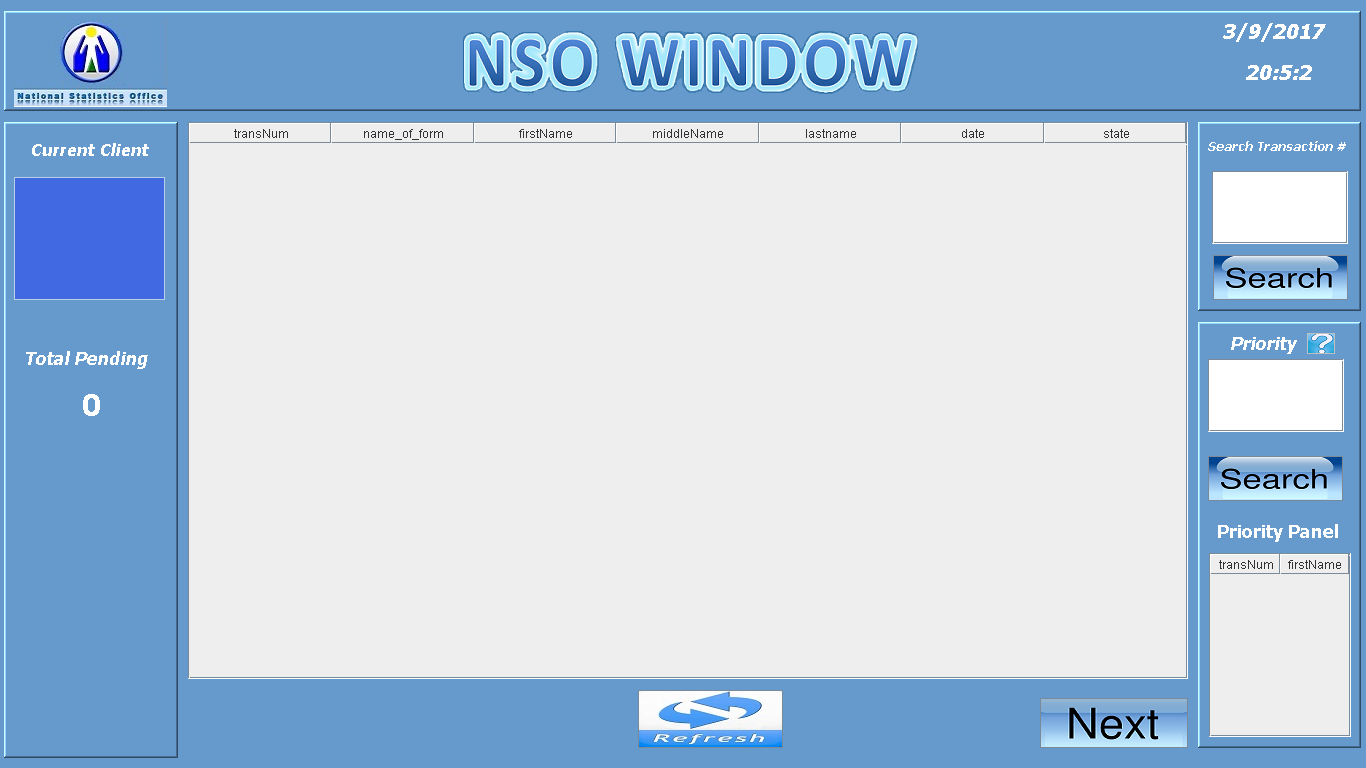 NSO WINDOW
3/9/2017
20:5:2
National Statistics Office
Current Client
Total Pending
0
transNum name_of_form firstName middleName lastname date state
Refresh
Next
Search Transaction #
Search
Priority ?
Search
Priority Panel
transNum firstName